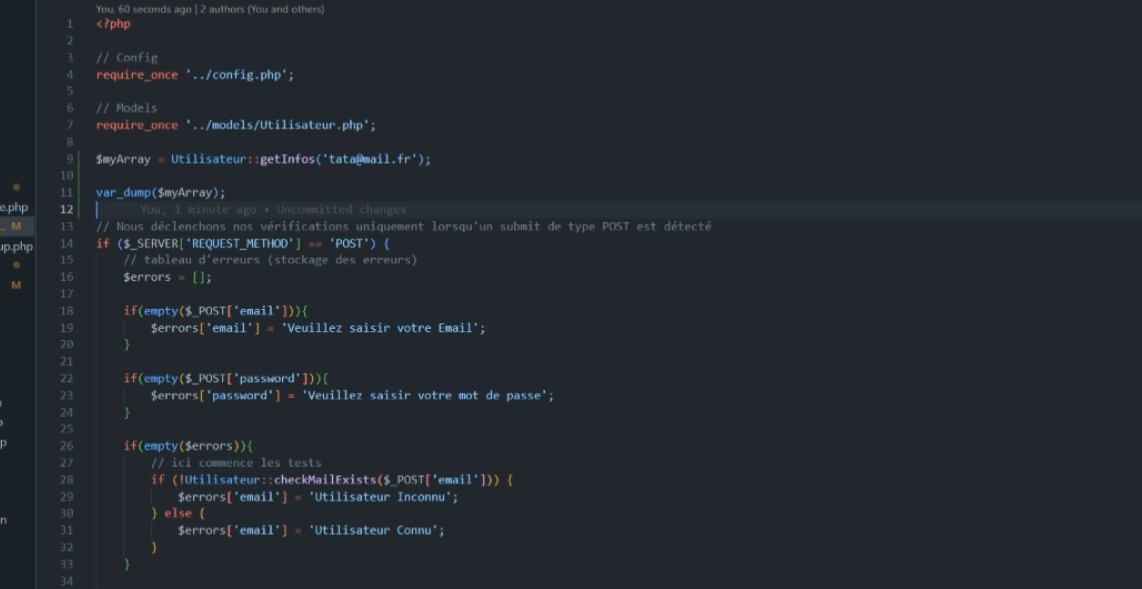 You, 60 seconds ago | 2 authors (You and others)
1 <?php
2
3 // Config
4 require_once '../config.php';
5
6 // Models
7 require_once '../models/Utilisateur.php';
8
9 $myArray = Utilisateur::getInfos('tata@mail.fr');
10
11 var_dump($myArray);
e.php
12 You, 1 minute ago • Uncommitted changes
.. M
13 // Nous déclenchons nos vérifications uniquement lorsqu'un submit de type POST est détecté
up.php
14 if ($_SERVER['REQUEST_METHOD'] == 'POST') {
15 // tableau d'erreurs (stockage des erreurs)
16 $errors = [];
M
17
18 if(empty($_POST['email'])){
19 $errors['email'] = 'Veuillez saisir votre Email';
20 }
21
22 if(empty($_POST['password'])){
23 $errors['password'] = 'Veuillez saisir votre mot de passe';
24 }
25
26 if(empty($errors)){
p
27 // ici commence les tests
28 if (!Utilisateur::checkMailExists($_POST['email'])) {
29 $errors['email'] = 'Utilisateur Inconnu';
30 } else {
n
31 $errors['email'] = 'Utilisateur Connu';
32 }
33 }
34